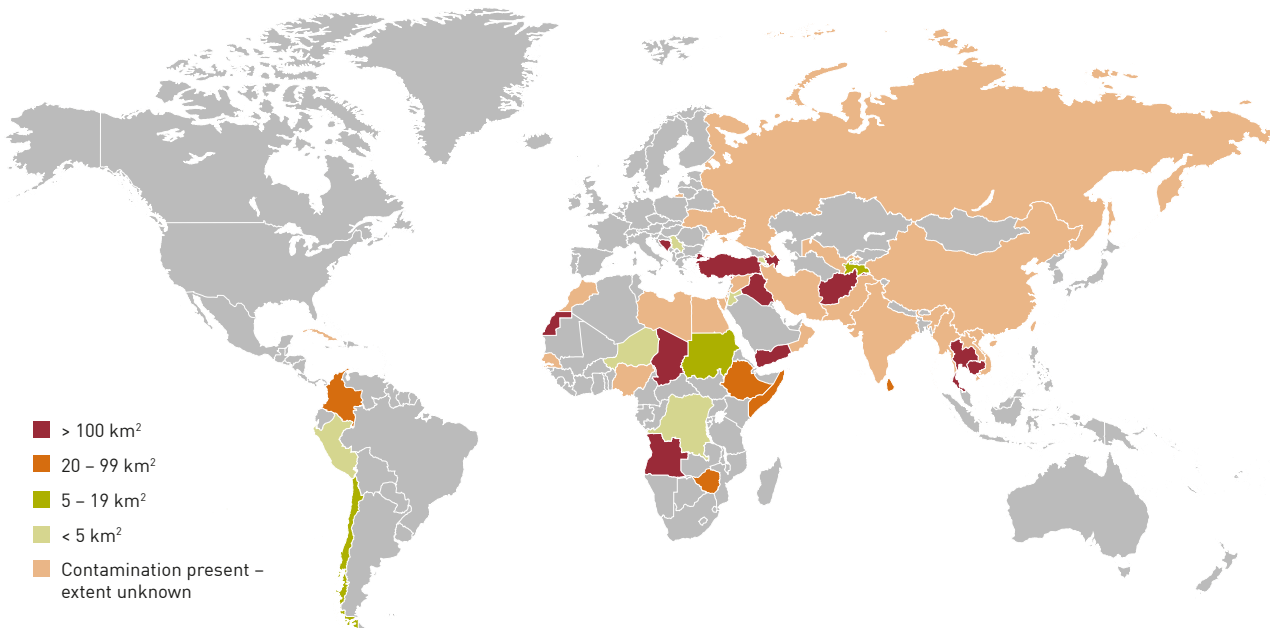 > 100 km²
20 – 99 km²
5 – 19 km²
< 5 km²
Contamination present –
extent unknown